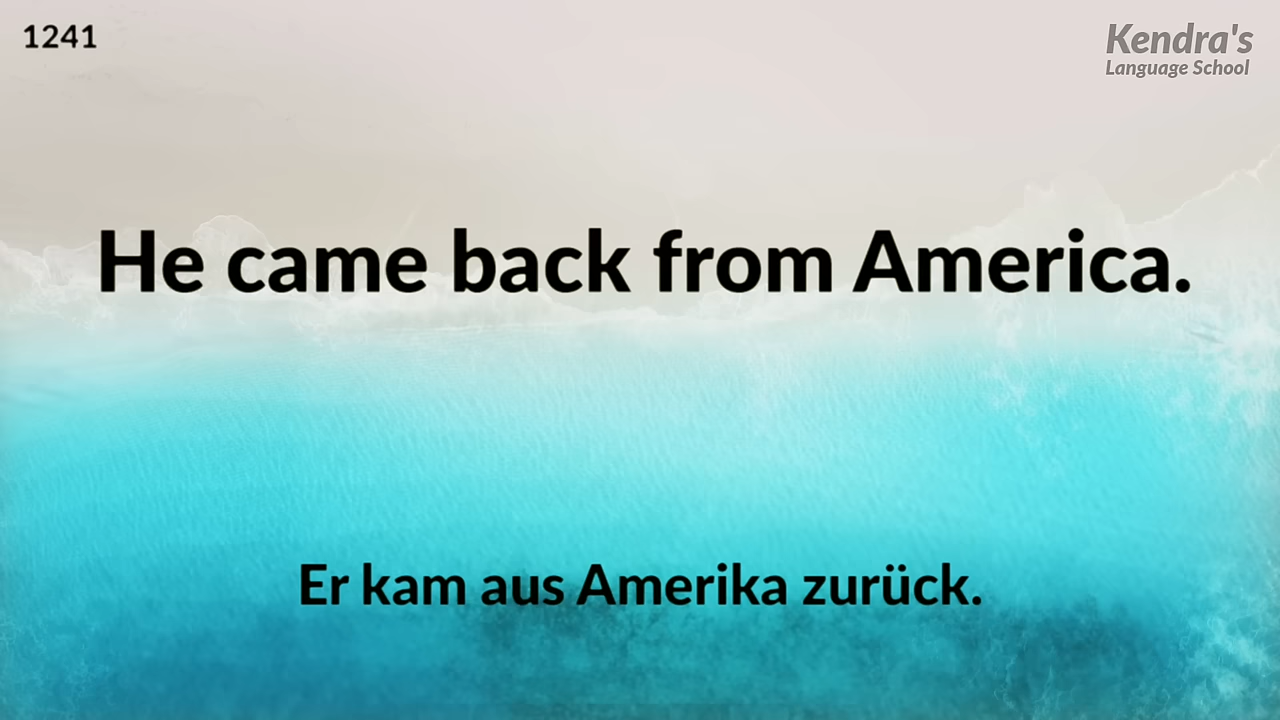 1241
Kendra's
Language School
He came back from America.
Er kam aus Amerika zurück.